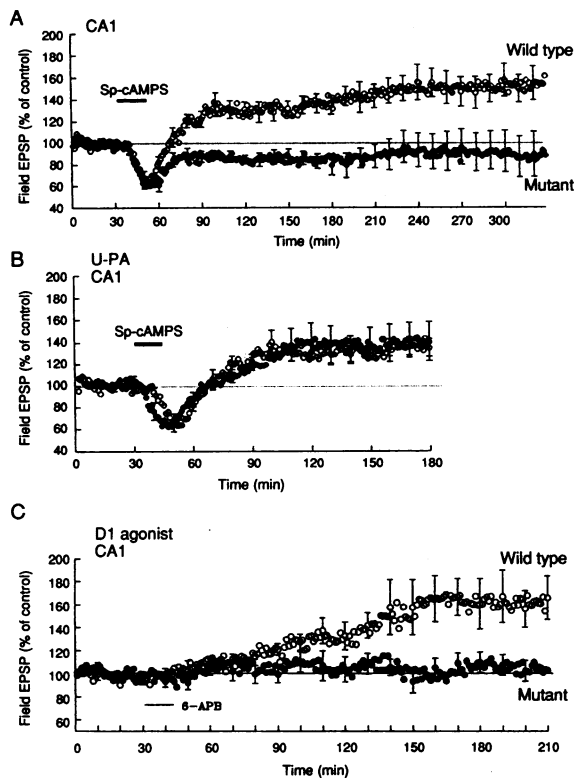 A
CA1
Field EPSP (% of control)
200
180
160
140
120
100
80
60
40
Sp-cAMPS
Wild type
Mutant
0 30 60 90 120 150 180 210 240 270 300
Time (min)
B
U-PA
CA1
Field EPSP (% of control)
200
180
160
140
120
100
80
60
40
Sp-cAMPS
0 30 60 90 120 150 180
Time (min)
C
D1 agonist
CA1
Field EPSP (% of control)
200
180
160
140
120
100
80
60
Wild type
Mutant
6-APB
0 30 60 90 120 150 180 210
Time (min)